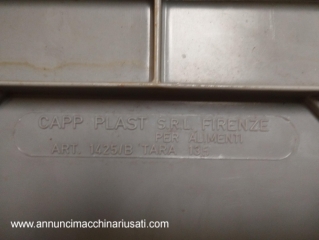 CAPP PLAST S.R.L. FIRENZE
PER ALIMENTI
ART. 1425/B TARA
www.annuncimacchinariusati.com